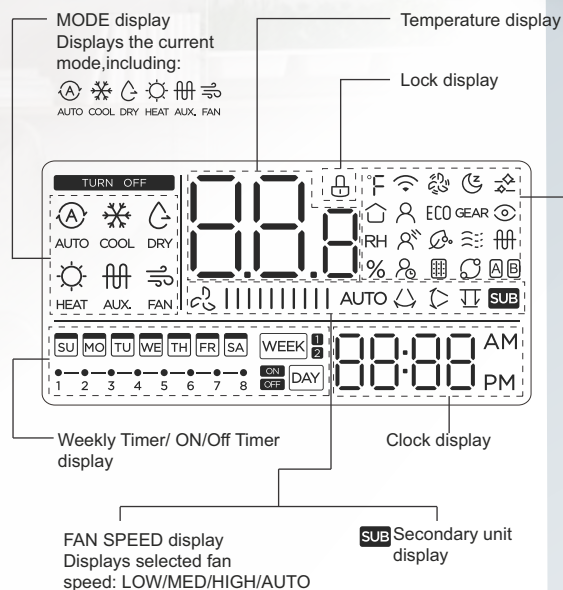 MODE display
Displays the current
mode,including:
AUTO COOL DRY HEAT AUX. FAN
Temperature display
Lock display
TURN OFF
AUTO COOL DRY
HEAT AUX. FAN
88.8
°F
ECO GEAR
RH
%
A B
AUTO
SUB
SU MO TU WE TH FR SA
WEEK 1 2
1 2 3 4 5 6 7 8
ON OFF DAY
88:88 AM PM
Weekly Timer/ ON/Off Timer
display
Clock display
FAN SPEED display
Displays selected fan
speed: LOW/MED/HIGH/AUTO
SUB Secondary unit
display